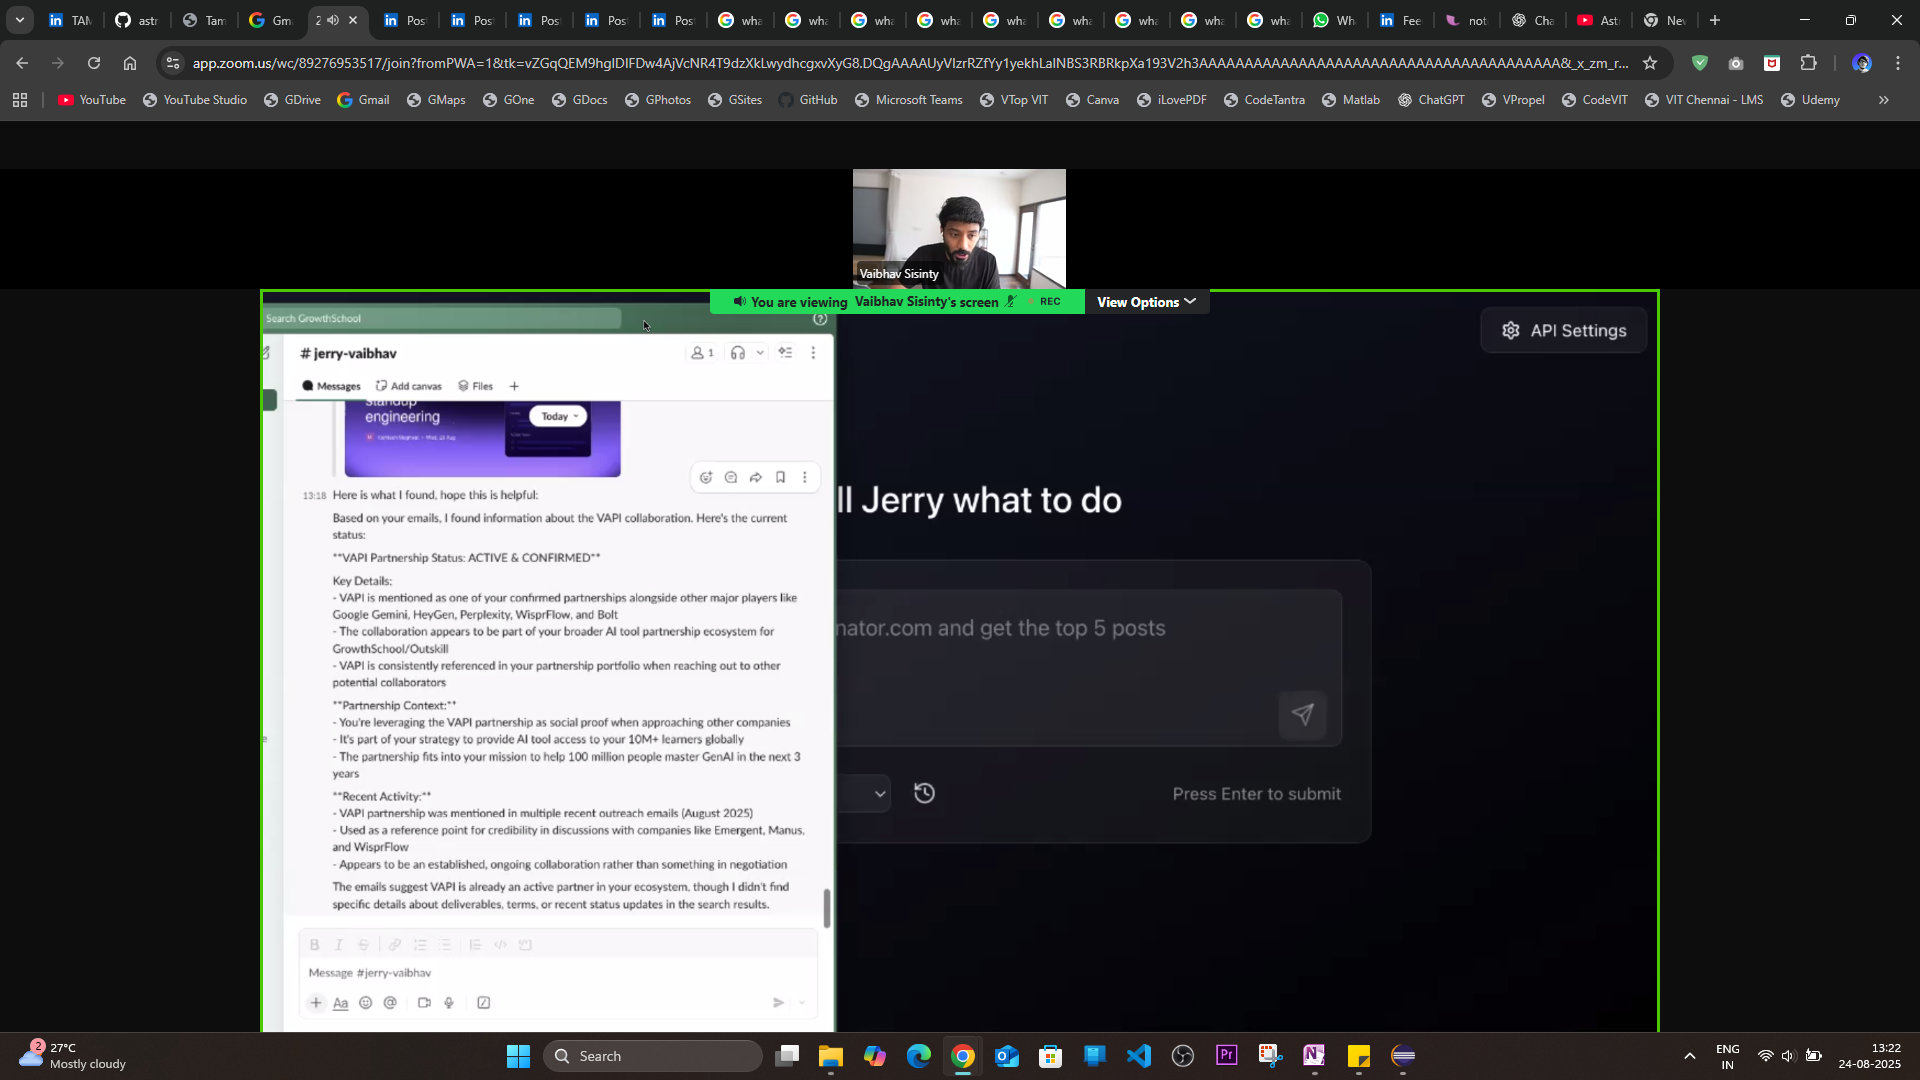 TAM
astr
Tam
Gm
2
Pos
Pos
Pos
Pos
Pos
wha
wha
wha
wha
wha
wha
wha
wha
wha
Wh
Fee
not
Cha
Ast
Nev
app.zoom.us/wc/89276953517/join?fromPWA=1&tk=vZGqQEM9hgIDIFDw4AjVcNR4T9dzXkLwydhcgxvXyG8.DQgAAAAUyVIzrRZfYy1yekhLaINBS3RBRkpXa193V2h3AAAAAAAAAAAAAAAAAAAAAAAAAAAAAAAAAAAAAAAAAA&_x_zm_r...
YouTube
YouTube Studio
GDrive
Gmail
GMaps
GOne
GDocs
GPhotos
GSites
GitHub
Microsoft Teams
VTop VIT
Canva
iLovePDF
CodeTantra
Matlab
ChatGPT
VPropel
CodeVIT
VIT Chennai - LMS
Udemy
Vaibhav Sisinty
You are viewing Vaibhav Sisinty's screen
REC
View Options
Search GrowthSchool
API Settings
# jerry-vaibhav
1
Messages
Add canvas
Files
standup
engineering
Today
13:18 Here is what I found, hope this is helpful:
Based on your emails, I found information about the VAPI collaboration. Here's the current
status:
**VAPI Partnership Status: ACTIVE & CONFIRMED**
Key Details:
- VAPI is mentioned as one of your confirmed partnerships alongside other major players like
Google Gemini, HeyGen, Perplexity, WisprFlow, and Bolt
- The collaboration appears to be part of your broader AI tool partnership ecosystem for
GrowthSchool/Outskill
- VAPI is consistently referenced in your partnership portfolio when reaching out to other
potential collaborators
**Partnership Context:**
- You're leveraging the VAPI partnership as social proof when approaching other companies
- It's part of your strategy to provide AI tool access to your 10M+ learners globally
- The partnership fits into your mission to help 100 million people master GenAI in the next 3
years
**Recent Activity:**
- VAPI partnership was mentioned in multiple recent outreach emails (August 2025)
- Used as a reference point for credibility in discussions with companies like Emergent, Manus,
and WisprFlow
- Appears to be an established, ongoing collaboration rather than something in negotiation
The emails suggest VAPI is already an active partner in your ecosystem, though I didn't find
specific details about deliverables, terms, or recent status updates in the search results.
Message #jerry-vaibhav
ll Jerry what to do
nator.com and get the top 5 posts
Press Enter to submit
2
27°C
Mostly cloudy
Search
ENG
IN
13:22
24-08-2025